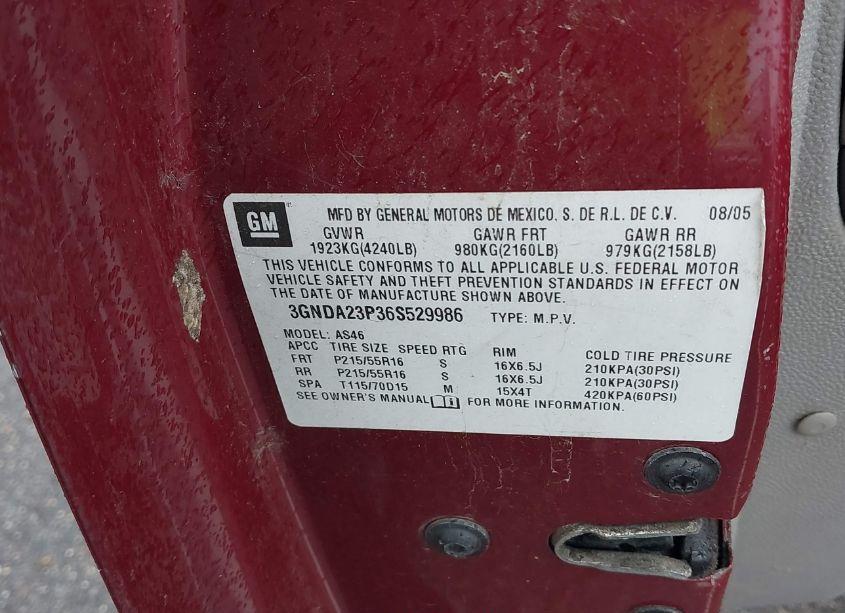 GM MFD BY GENERAL MOTORS DE MEXICO, S. DE R.L. DE C.V. 08/05
GVWR GAWR FRT GAWR RR
1923KG(4240LB) 980KG(2160LB) 979KG(2158LB)
THIS VEHICLE CONFORMS TO ALL APPLICABLE U.S. FEDERAL MOTOR
VEHICLE SAFETY AND THEFT PREVENTION STANDARDS IN EFFECT ON
THE DATE OF MANUFACTURE SHOWN ABOVE.
3GNDA23P36S529986 TYPE: M.P.V.
MODEL: AS46
APCC TIRE SIZE SPEED RTG RIM COLD TIRE PRESSURE
FRT P215/55R16 S 16X6.5J 210KPA(30PSI)
RR P215/55R16 S 16X6.5J 210KPA(30PSI)
SPA T115/70D15 M 15X4T 420KPA(60PSI)
SEE OWNER'S MANUAL FOR MORE INFORMATION.